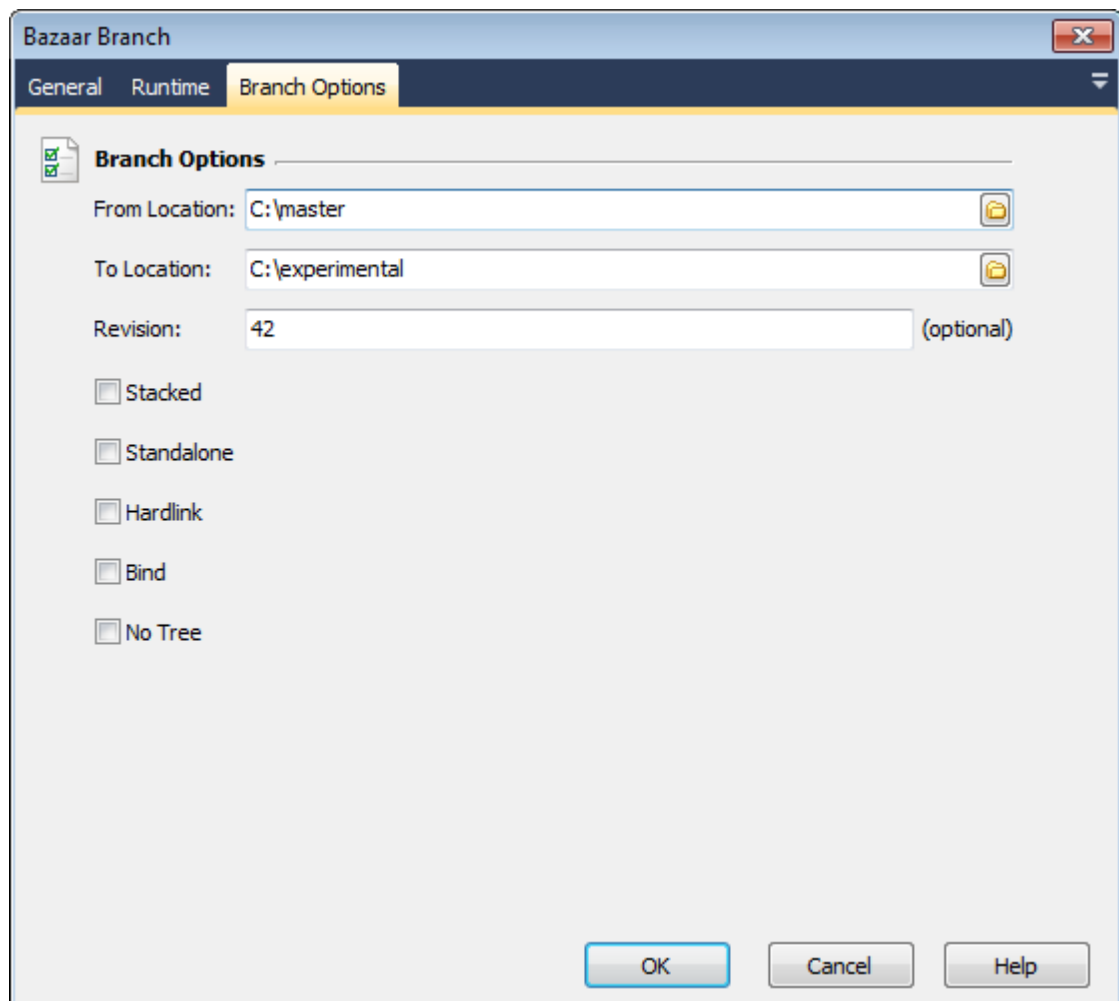 Bazaar Branch
General Runtime Branch Options
Branch Options
From Location: C:\master
To Location: C:\experimental
Revision: 42 (optional)
Stacked
Standalone
Hardlink
Bind
No Tree
OK Cancel Help